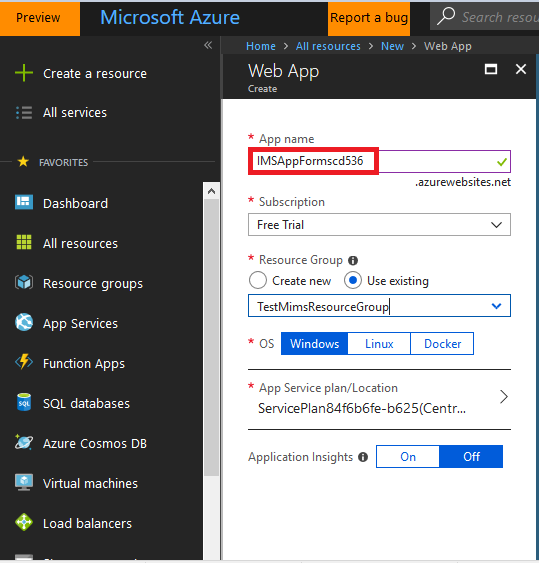 Preview
Microsoft Azure
Report a bug
Search resou
«
Home > All resources > New > Web App
Create a resource
All services
FAVORITES
Dashboard
All resources
Resource groups
App Services
Function Apps
SQL databases
Azure Cosmos DB
Virtual machines
Load balancers
Web App
Create
* App name
IMSAppFormscd536
.azurewebsites.net
* Subscription
Free Trial
* Resource Group
Create new
Use existing
TestMimsResourceGroup
* OS
Windows
Linux
Docker
* App Service plan/Location
ServicePlan84f6b6fe-b625(Centr...
Application Insights
On
Off